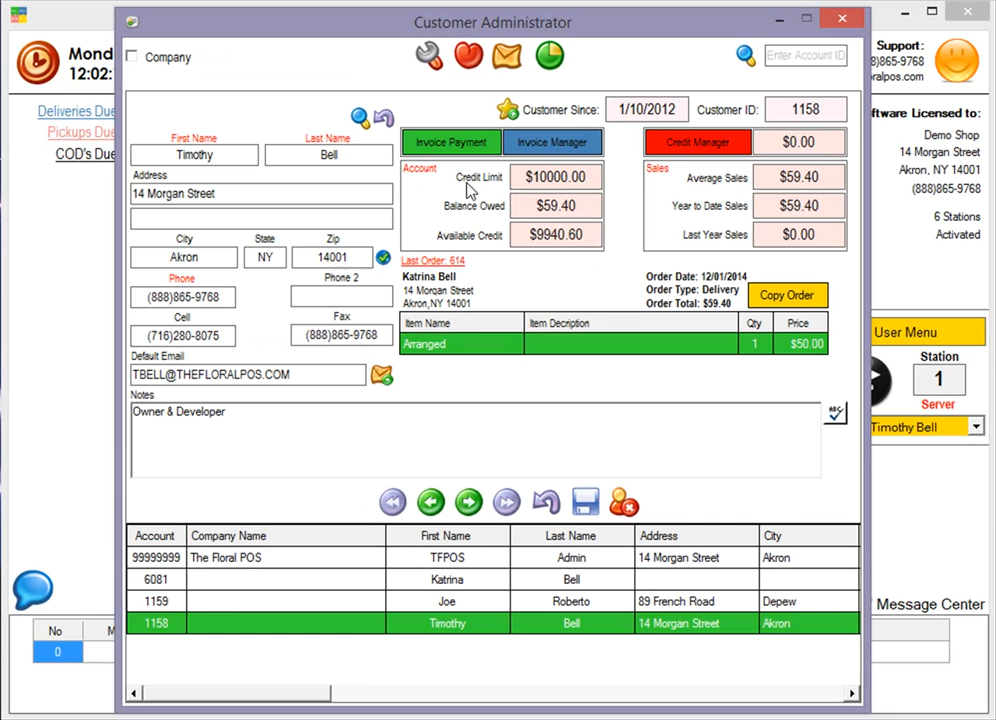 Customer Administrator
Mond
12:02:
Deliveries Due
Pickups Due
COD's Due
Company
Enter Account ID
Support:
8)865-9768
oralpos.com
ftware Licensed to:
Demo Shop
14 Morgan Street
Akron, NY 14001
(888)865-9768
6 Stations
Activated
Customer Since: 1/10/2012 Customer ID: 1158
First Name Last Name
Timothy Bell
Address
14 Morgan Street
City State Zip
Akron NY 14001
Phone Phone 2
(888)865-9768
Cell Fax
(716)280-8075 (888)865-9768
Default Email
TBELL@THEFLORALPOS.COM
Notes
Owner & Developer
Invoice Payment Invoice Manager Credit Manager $0.00
Account
Credit Limit $10000.00
Balance Owed $59.40
Available Credit $9940.60
Sales
Average Sales $59.40
Year to Date Sales $59.40
Last Year Sales $0.00
Last Order: 614
Katrina Bell
14 Morgan Street
Akron,NY 14001
Order Date: 12/01/2014
Order Type: Delivery
Order Total: $59.40
Copy Order
Item Name Item Decription Qty Price
Arranged 1 $50.00
ABC
User Menu
Station
1
Server
Timothy Bell
Account Company Name First Name Last Name Address City
99999999 The Floral POS TFPOS Admin 14 Morgan Street Akron
6081 Katrina Bell
1159 Joe Roberto 89 French Road Depew
1158 Timothy Bell 14 Morgan Street Akron
Message Center
No M
0